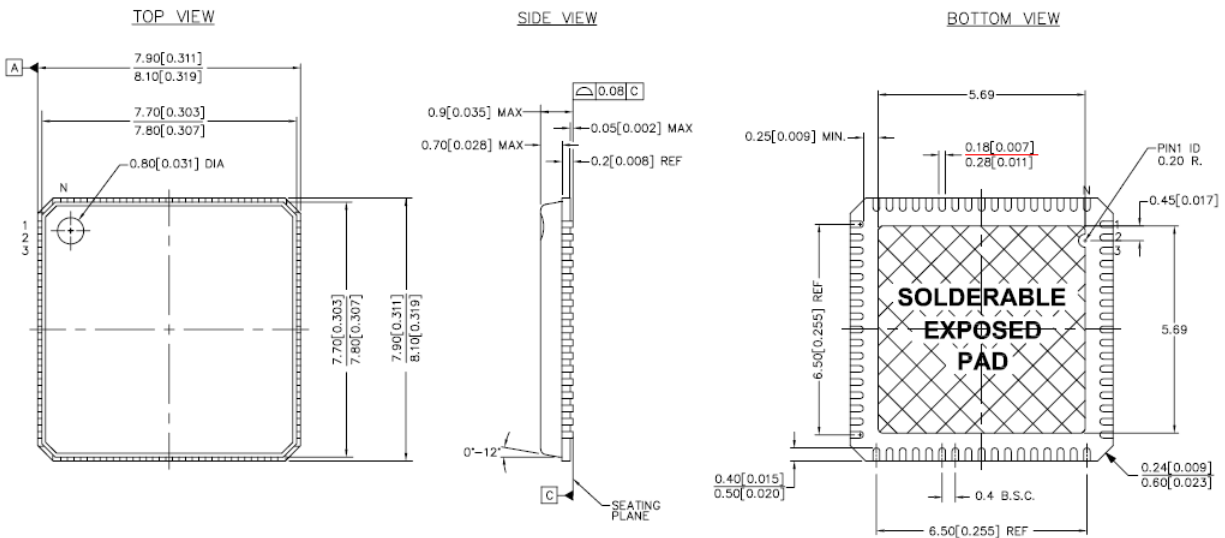 TOP VIEW
SIDE VIEW
BOTTOM VIEW
A
7.90[0.311]
8.10[0.319]
7.70[0.303]
7.80[0.307]
0.80[0.031] DIA
N
1
2
3
7.70[0.303]
7.80[0.307]
7.90[0.311]
8.10[0.319]
0.08 C
0.9[0.035] MAX
0.05[0.002] MAX
0.70[0.028] MAX
0.2[0.008] REF
0°-12°
C
SEATING
PLANE
5.69
0.25[0.009] MIN.
0.18[0.007]
0.28[0.011]
PIN1 ID
0.20 R.
N
0.45[0.017]
1
2
3
6.50[0.255] REF
SOLDERABLE
EXPOSED
PAD
5.69
0.40[0.015]
0.50[0.020]
0.4 B.S.C.
0.24[0.009]
0.60[0.023]
6.50[0.255] REF